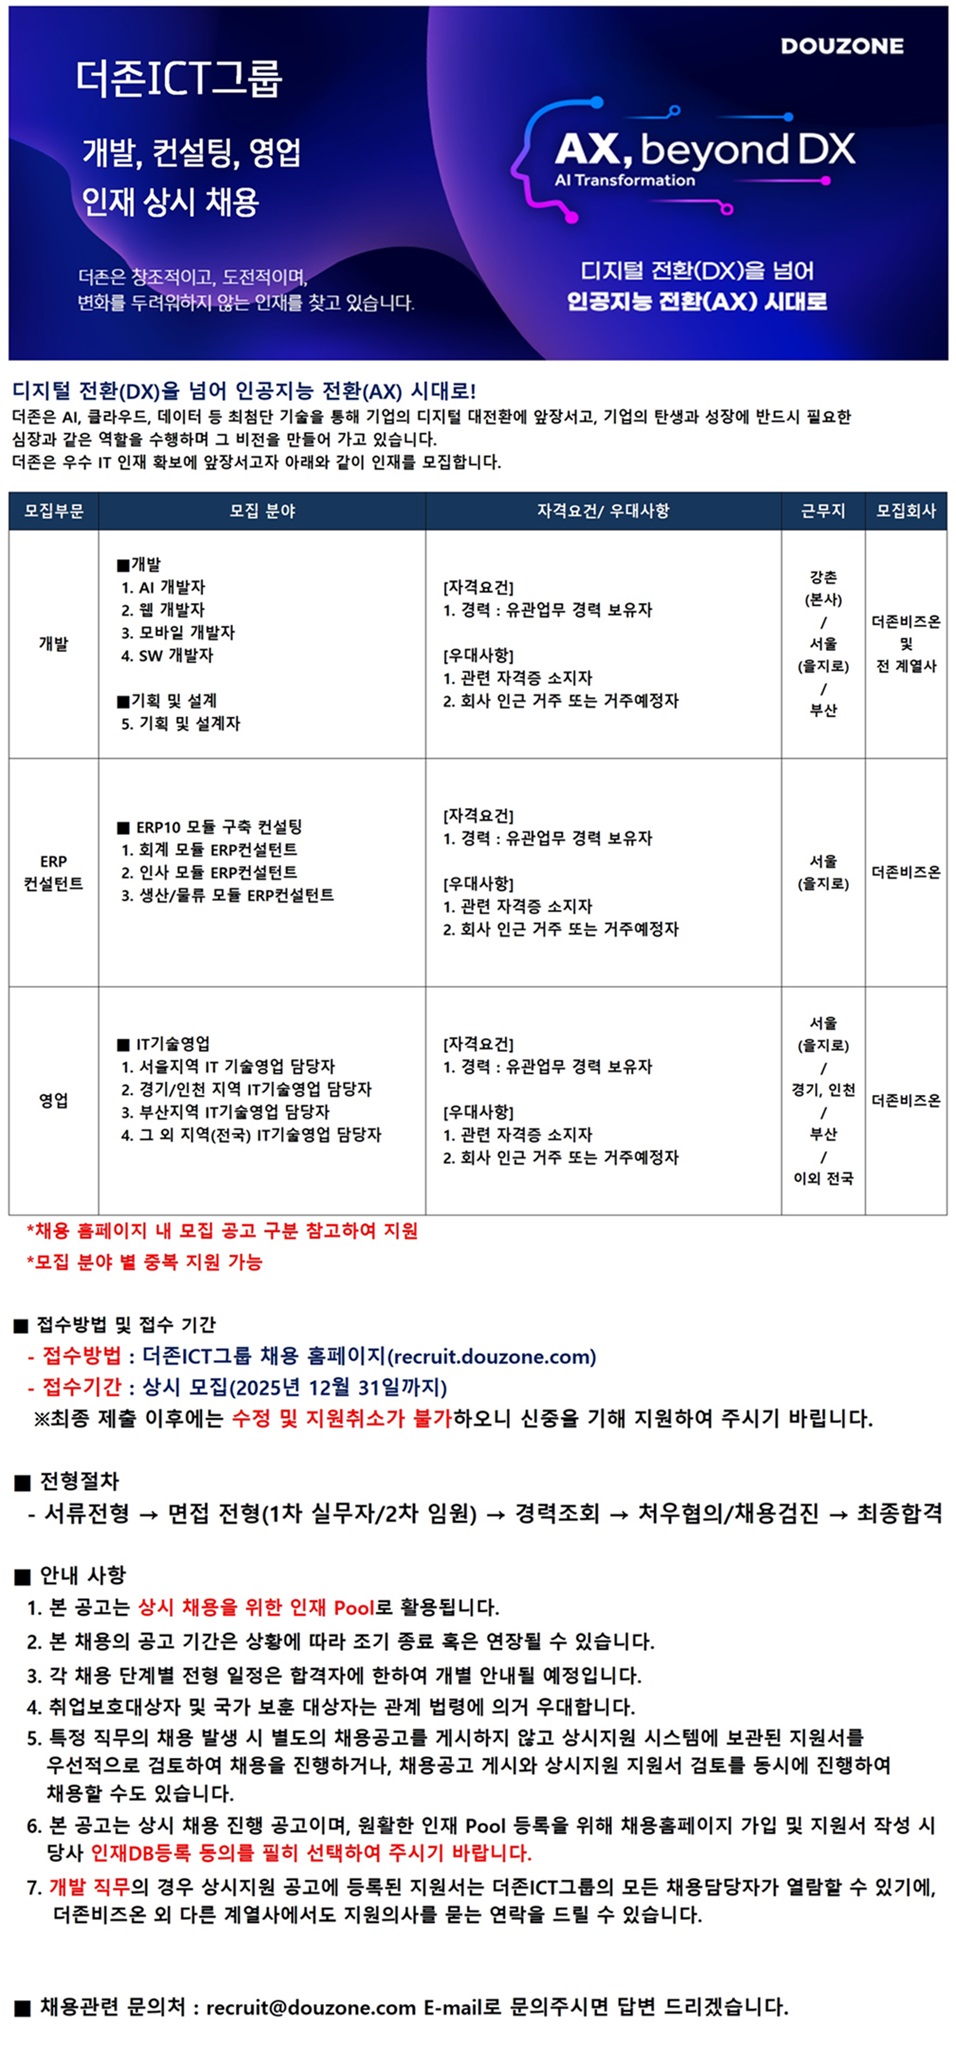 DOUZONE
더존ICT그룹
개발, 컨설팅, 영업
인재 상시 채용
AX, beyond DX
AI Transformation
더존은 창조적이고, 도전적이며,
변화를 두려워하지 않는 인재를 찾고 있습니다.
디지털 전환(DX)을 넘어
인공지능 전환(AX) 시대로
디지털 전환(DX)을 넘어 인공지능 전환(AX) 시대로!
더존은 AI, 클라우드, 데이터 등 최첨단 기술을 통해 기업의 디지털 대전환에 앞장서고, 기업의 탄생과 성장에 반드시 필요한
심장과 같은 역할을 수행하며 그 비전을 만들어 가고 있습니다.
더존은 우수 IT 인재 확보에 앞장서고자 아래와 같이 인재를 모집합니다.
모집부문 모집 분야 자격요건/ 우대사항 근무지 모집회사
개발
■개발
1. AI 개발자
2. 웹 개발자
3. 모바일 개발자
4. SW 개발자
■기획 및 설계
5. 기획 및 설계자
[자격요건]
1. 경력 : 유관업무 경력 보유자
[우대사항]
1. 관련 자격증 소지자
2. 회사 인근 거주 또는 거주예정자
강촌
(본사)
/
서울
(을지로)
/
부산
더존비즈온
및
전 계열사
ERP
컨설턴트
■ ERP10 모듈 구축 컨설팅
1. 회계 모듈 ERP컨설턴트
2. 인사 모듈 ERP컨설턴트
3. 생산/물류 모듈 ERP컨설턴트
[자격요건]
1. 경력 : 유관업무 경력 보유자
[우대사항]
1. 관련 자격증 소지자
2. 회사 인근 거주 또는 거주예정자
서울
(을지로)
더존비즈온
영업
■ IT기술영업
1. 서울지역 IT 기술영업 담당자
2. 경기/인천 지역 IT기술영업 담당자
3. 부산지역 IT기술영업 담당자
4. 그 외 지역(전국) IT기술영업 담당자
[자격요건]
1. 경력 : 유관업무 경력 보유자
[우대사항]
1. 관련 자격증 소지자
2. 회사 인근 거주 또는 거주예정자
서울
(을지로)
/
경기, 인천
/
부산
/
이외 전국
더존비즈온
*채용 홈페이지 내 모집 공고 구분 참고하여 지원
*모집 분야 별 중복 지원 가능
■ 접수방법 및 접수 기간
- 접수방법 : 더존ICT그룹 채용 홈페이지(recruit.douzone.com)
- 접수기간 : 상시 모집(2025년 12월 31일까지)
※최종 제출 이후에는 수정 및 지원취소가 불가하오니 신중을 기해 지원하여 주시기 바랍니다.
■ 전형절차
- 서류전형 → 면접 전형(1차 실무자/2차 임원) → 경력조회 → 처우협의/채용검진 → 최종합격
■ 안내 사항
1. 본 공고는 상시 채용을 위한 인재 Pool로 활용됩니다.
2. 본 채용의 공고 기간은 상황에 따라 조기 종료 혹은 연장될 수 있습니다.
3. 각 채용 단계별 전형 일정은 합격자에 한하여 개별 안내될 예정입니다.
4. 취업보호대상자 및 국가 보훈 대상자는 관계 법령에 의거 우대합니다.
5. 특정 직무의 채용 발생 시 별도의 채용공고를 게시하지 않고 상시지원 시스템에 보관된 지원서를
우선적으로 검토하여 채용을 진행하거나, 채용공고 게시와 상시지원 지원서 검토를 동시에 진행하여
채용할 수도 있습니다.
6. 본 공고는 상시 채용 진행 공고이며, 원활한 인재 Pool 등록을 위해 채용홈페이지 가입 및 지원서 작성 시
당사 인재DB등록 동의를 필히 선택하여 주시기 바랍니다.
7. 개발 직무의 경우 상시지원 공고에 등록된 지원서는 더존ICT그룹의 모든 채용담당자가 열람할 수 있기에,
더존비즈온 외 다른 계열사에서도 지원의사를 묻는 연락을 드릴 수 있습니다.
■ 채용관련 문의처 : recruit@douzone.com E-mail로 문의주시면 답변 드리겠습니다.